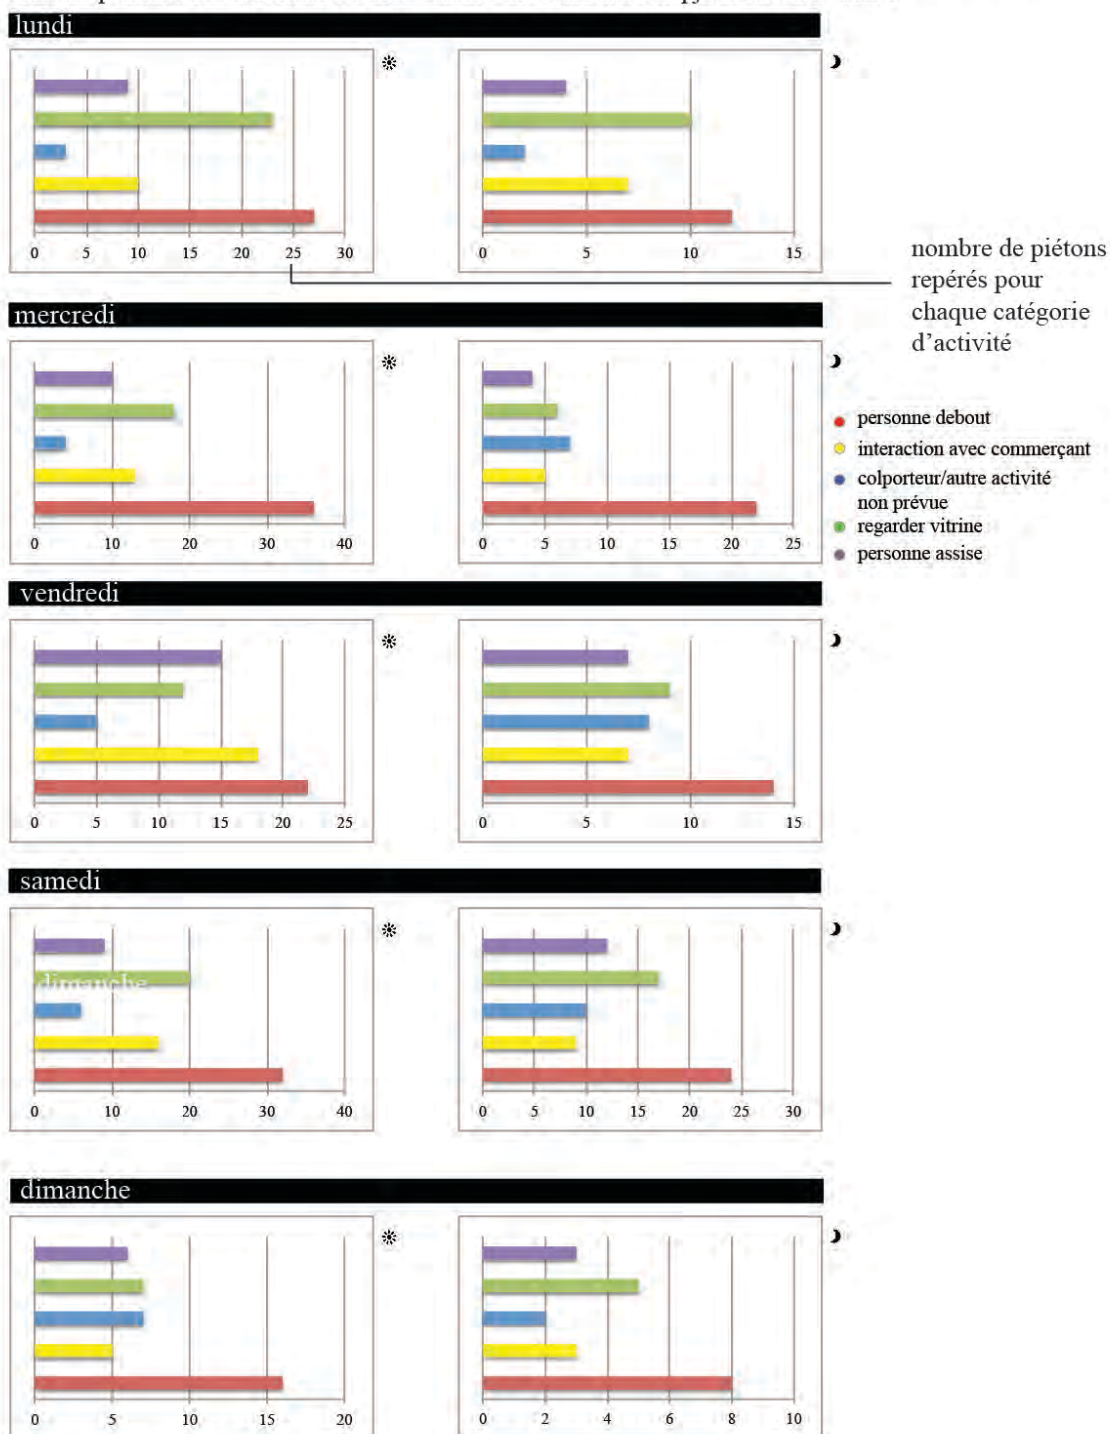 lundi
0 5 10 15 20 25 30
0 5 10 15
nombre de piétons
repérés pour
chaque catégorie
d'activité
mercredi
0 10 20 30 40
0 5 10 15 20 25
personne debout
interaction avec commerçant
colporteur/autre activité
non prévue
regarder vitrine
personne assise
vendredi
0 5 10 15 20 25
0 5 10 15
samedi
dimanche
0 10 20 30 40
0 5 10 15 20 25 30
dimanche
0 5 10 15 20
0 2 4 6 8 10